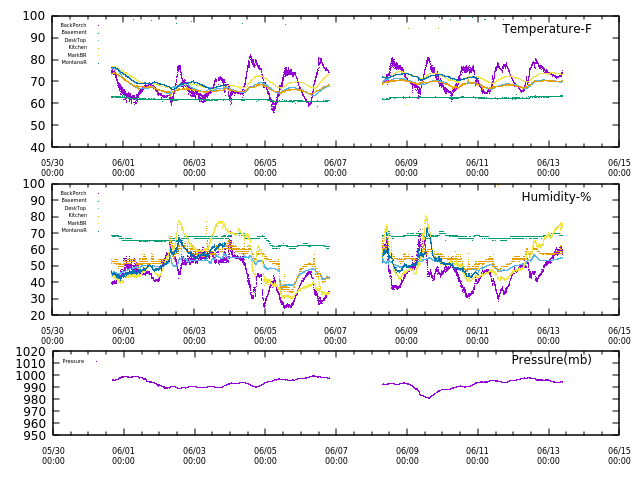 100
90
80
70
60
50
40
Temperature-F
BackPorch
Basement
DeskTop
Kitchen
MarkBR
MontanaR
05/30 06/01 06/03 06/05 06/07 06/09 06/11 06/13 06/15
00:00 00:00 00:00 00:00 00:00 00:00 00:00 00:00 00:00
100
90
80
70
60
50
40
30
20
Humidity-%
BackPorch
Basement
DeskTop
Kitchen
MarkBR
MontanaR
05/30 06/01 06/03 06/05 06/07 06/09 06/11 06/13 06/15
00:00 00:00 00:00 00:00 00:00 00:00 00:00 00:00 00:00
1020
1010
1000
990
980
970
960
950
Pressure(mb)
Pressure
05/30 06/01 06/03 06/05 06/07 06/09 06/11 06/13 06/15
00:00 00:00 00:00 00:00 00:00 00:00 00:00 00:00 00:00